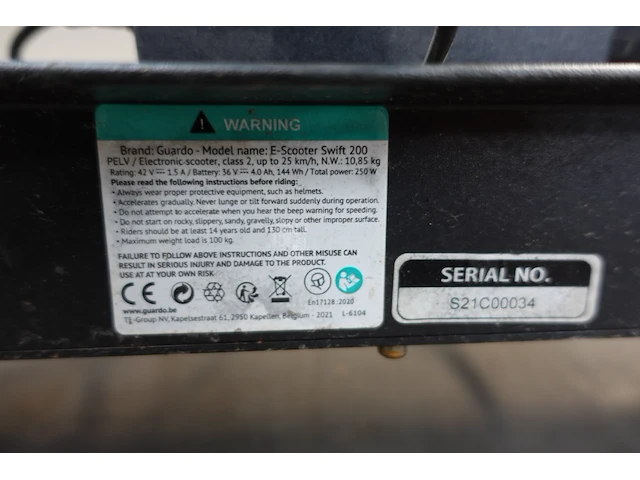 WARNING
Brand: Guardo - Model name: E-Scooter Swift 200
PELV / Electronic scooter, class 2, up to 25 km/h, N.W.: 10,85 kg
Rating: 42 V ⎓ 1.5 A / Battery: 36 V ⎓ 4.0 Ah, 144 Wh / Total power: 250 W
Please read the following instructions before riding:
• Always wear proper protective equipment, such as helmets.
• Accelerates gradually. Never lunge or tilt forward suddenly during operation.
• Do not attempt to accelerate when you hear the beep warning for speeding.
• Do not start on rocky, slippery, sandy, gravelly, slopy or other improper surface.
• Riders should be at least 14 years old and 130 cm tall.
• Maximum weight load is 100 kg.
FAILURE TO FOLLOW ABOVE INSTRUCTIONS AND OTHER MISUSE CAN
RESULT IN SERIOUS INJURY AND DAMAGE TO THE PRODUCT.
USE AT AT YOUR OWN RISK
CE
En17128:2020
www.guardo.be
TE-Group NV, Kapelsestraat 61, 2950 Kapellen, Belgium - 2021 L-6104
SERIAL NO.
S21C00034